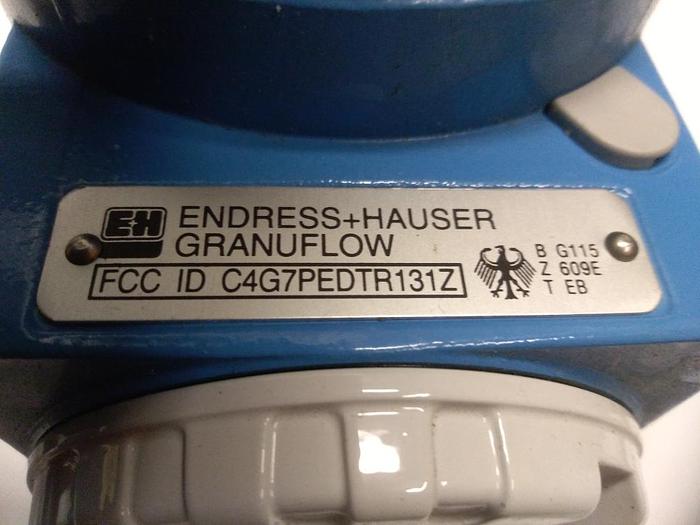 E+H
ENDRESS+HAUSER
GRANUFLOW
FCC ID C4G7PEDTR131Z
B G115
Z 609E
T EB